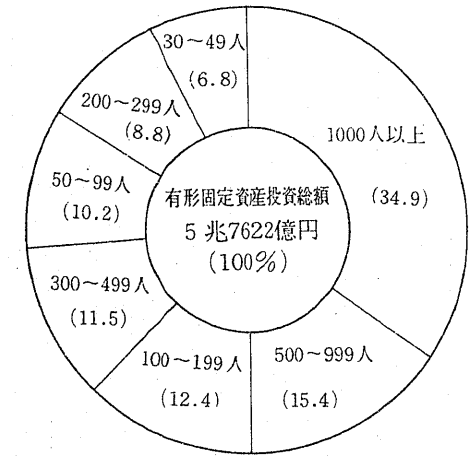 30～49人
(6.8)
200～299人
(8.8)
1000人以上
(34.9)
50～99人
(10.2)
有形固定資産投資総額
5兆7622億円
(100%)
300～499人
(11.5)
100～199人
(12.4)
500～999人
(15.4)